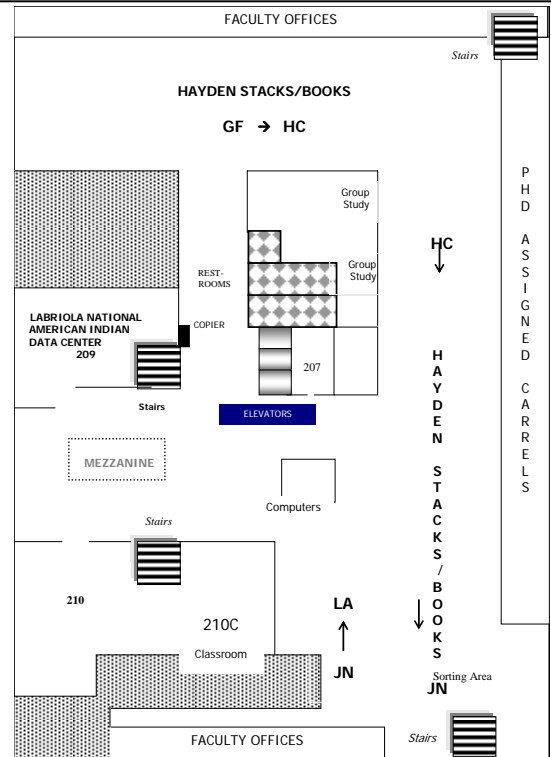 FACULTY OFFICES
Stairs
HAYDEN STACKS/BOOKS
GF → HC
PHD ASSIGNED CARRELS
Group
Study
HC
↓
REST-
ROOMS
Group
Study
LABRIOLA NATIONAL
AMERICAN INDIAN
DATA CENTER
209
COPIER
207
HAYDEN STACKS/BOOKS
Stairs
ELEVATORS
MEZZANINE
Computers
Stairs
210
210C
Classroom
LA
↑
JN
↓
Sorting Area
JN
FACULTY OFFICES
Stairs